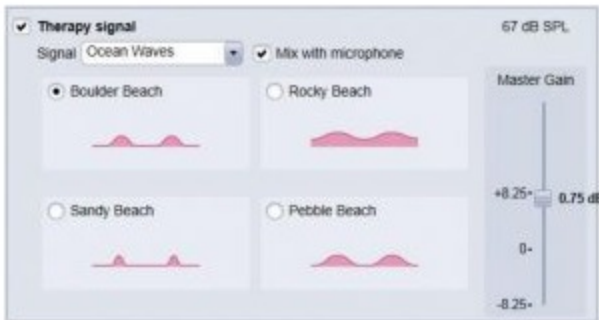 Therapy signal
67 dB SPL
Signal Ocean Waves Mix with microphone
Boulder Beach
Rocky Beach
Master Gain
+8.25
0.75 dB
Sandy Beach
Pebble Beach
0
-8.25